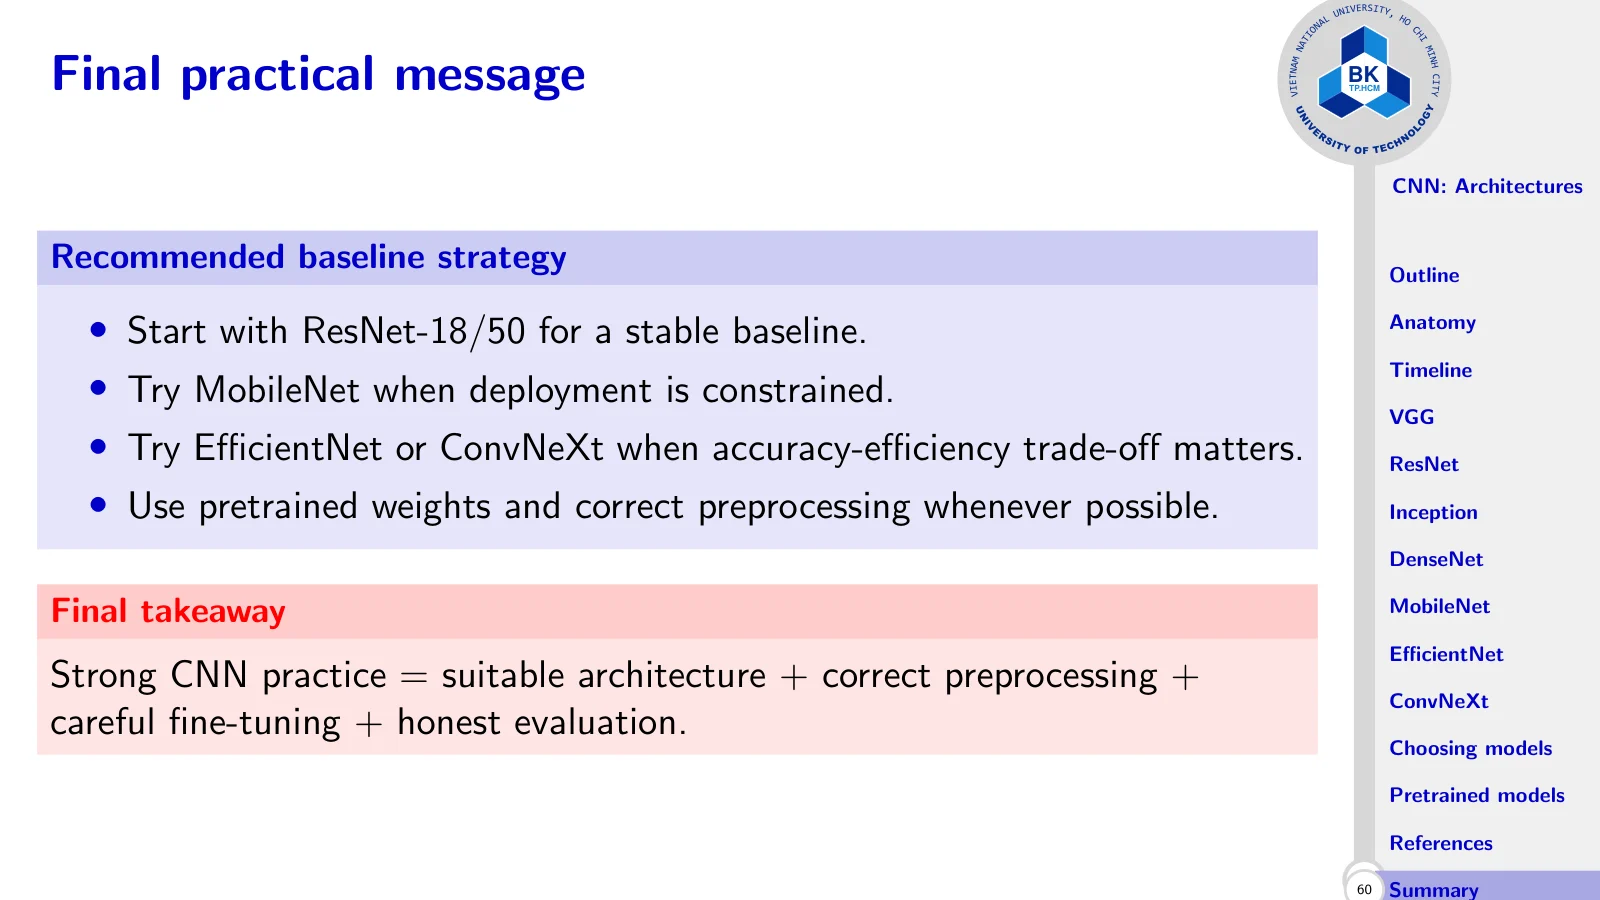 Final practical message
VIETNAM NATIONAL UNIVERSITY, HO CHI MINH CITY
BK
TP.HCM
UNIVERSITY OF TECHNOLOGY
Recommended baseline strategy
• Start with ResNet-18/50 for a stable baseline.
• Try MobileNet when deployment is constrained.
• Try EfficientNet or ConvNeXt when accuracy-efficiency trade-off matters.
• Use pretrained weights and correct preprocessing whenever possible.
Final takeaway
Strong CNN practice = suitable architecture + correct preprocessing +
careful fine-tuning + honest evaluation.
CNN: Architectures
Outline
Anatomy
Timeline
VGG
ResNet
Inception
DenseNet
MobileNet
EfficientNet
ConvNeXt
Choosing models
Pretrained models
References
Summary
60